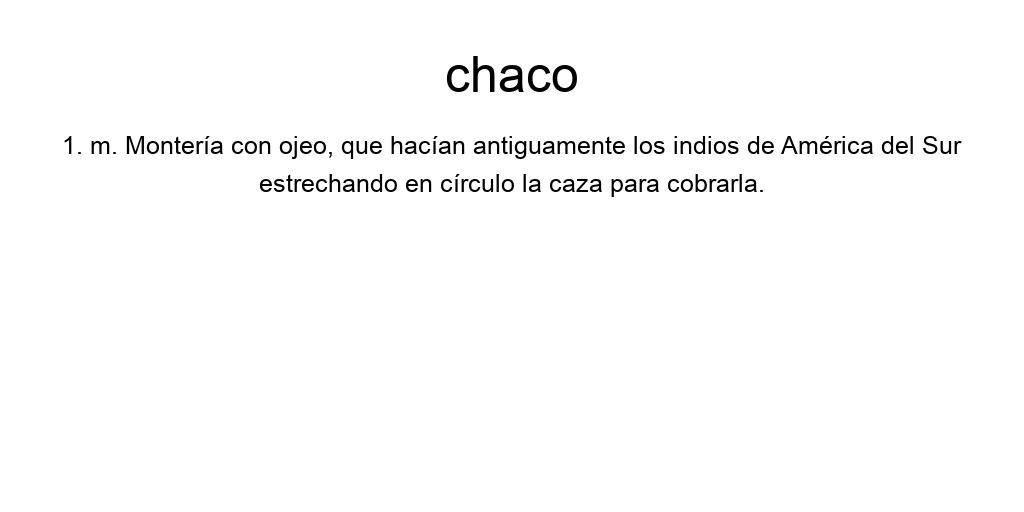 chaco
1. m. Montería con ojeo, que hacían antiguamente los indios de América del Sur
estrechando en círculo la caza para cobrarla.